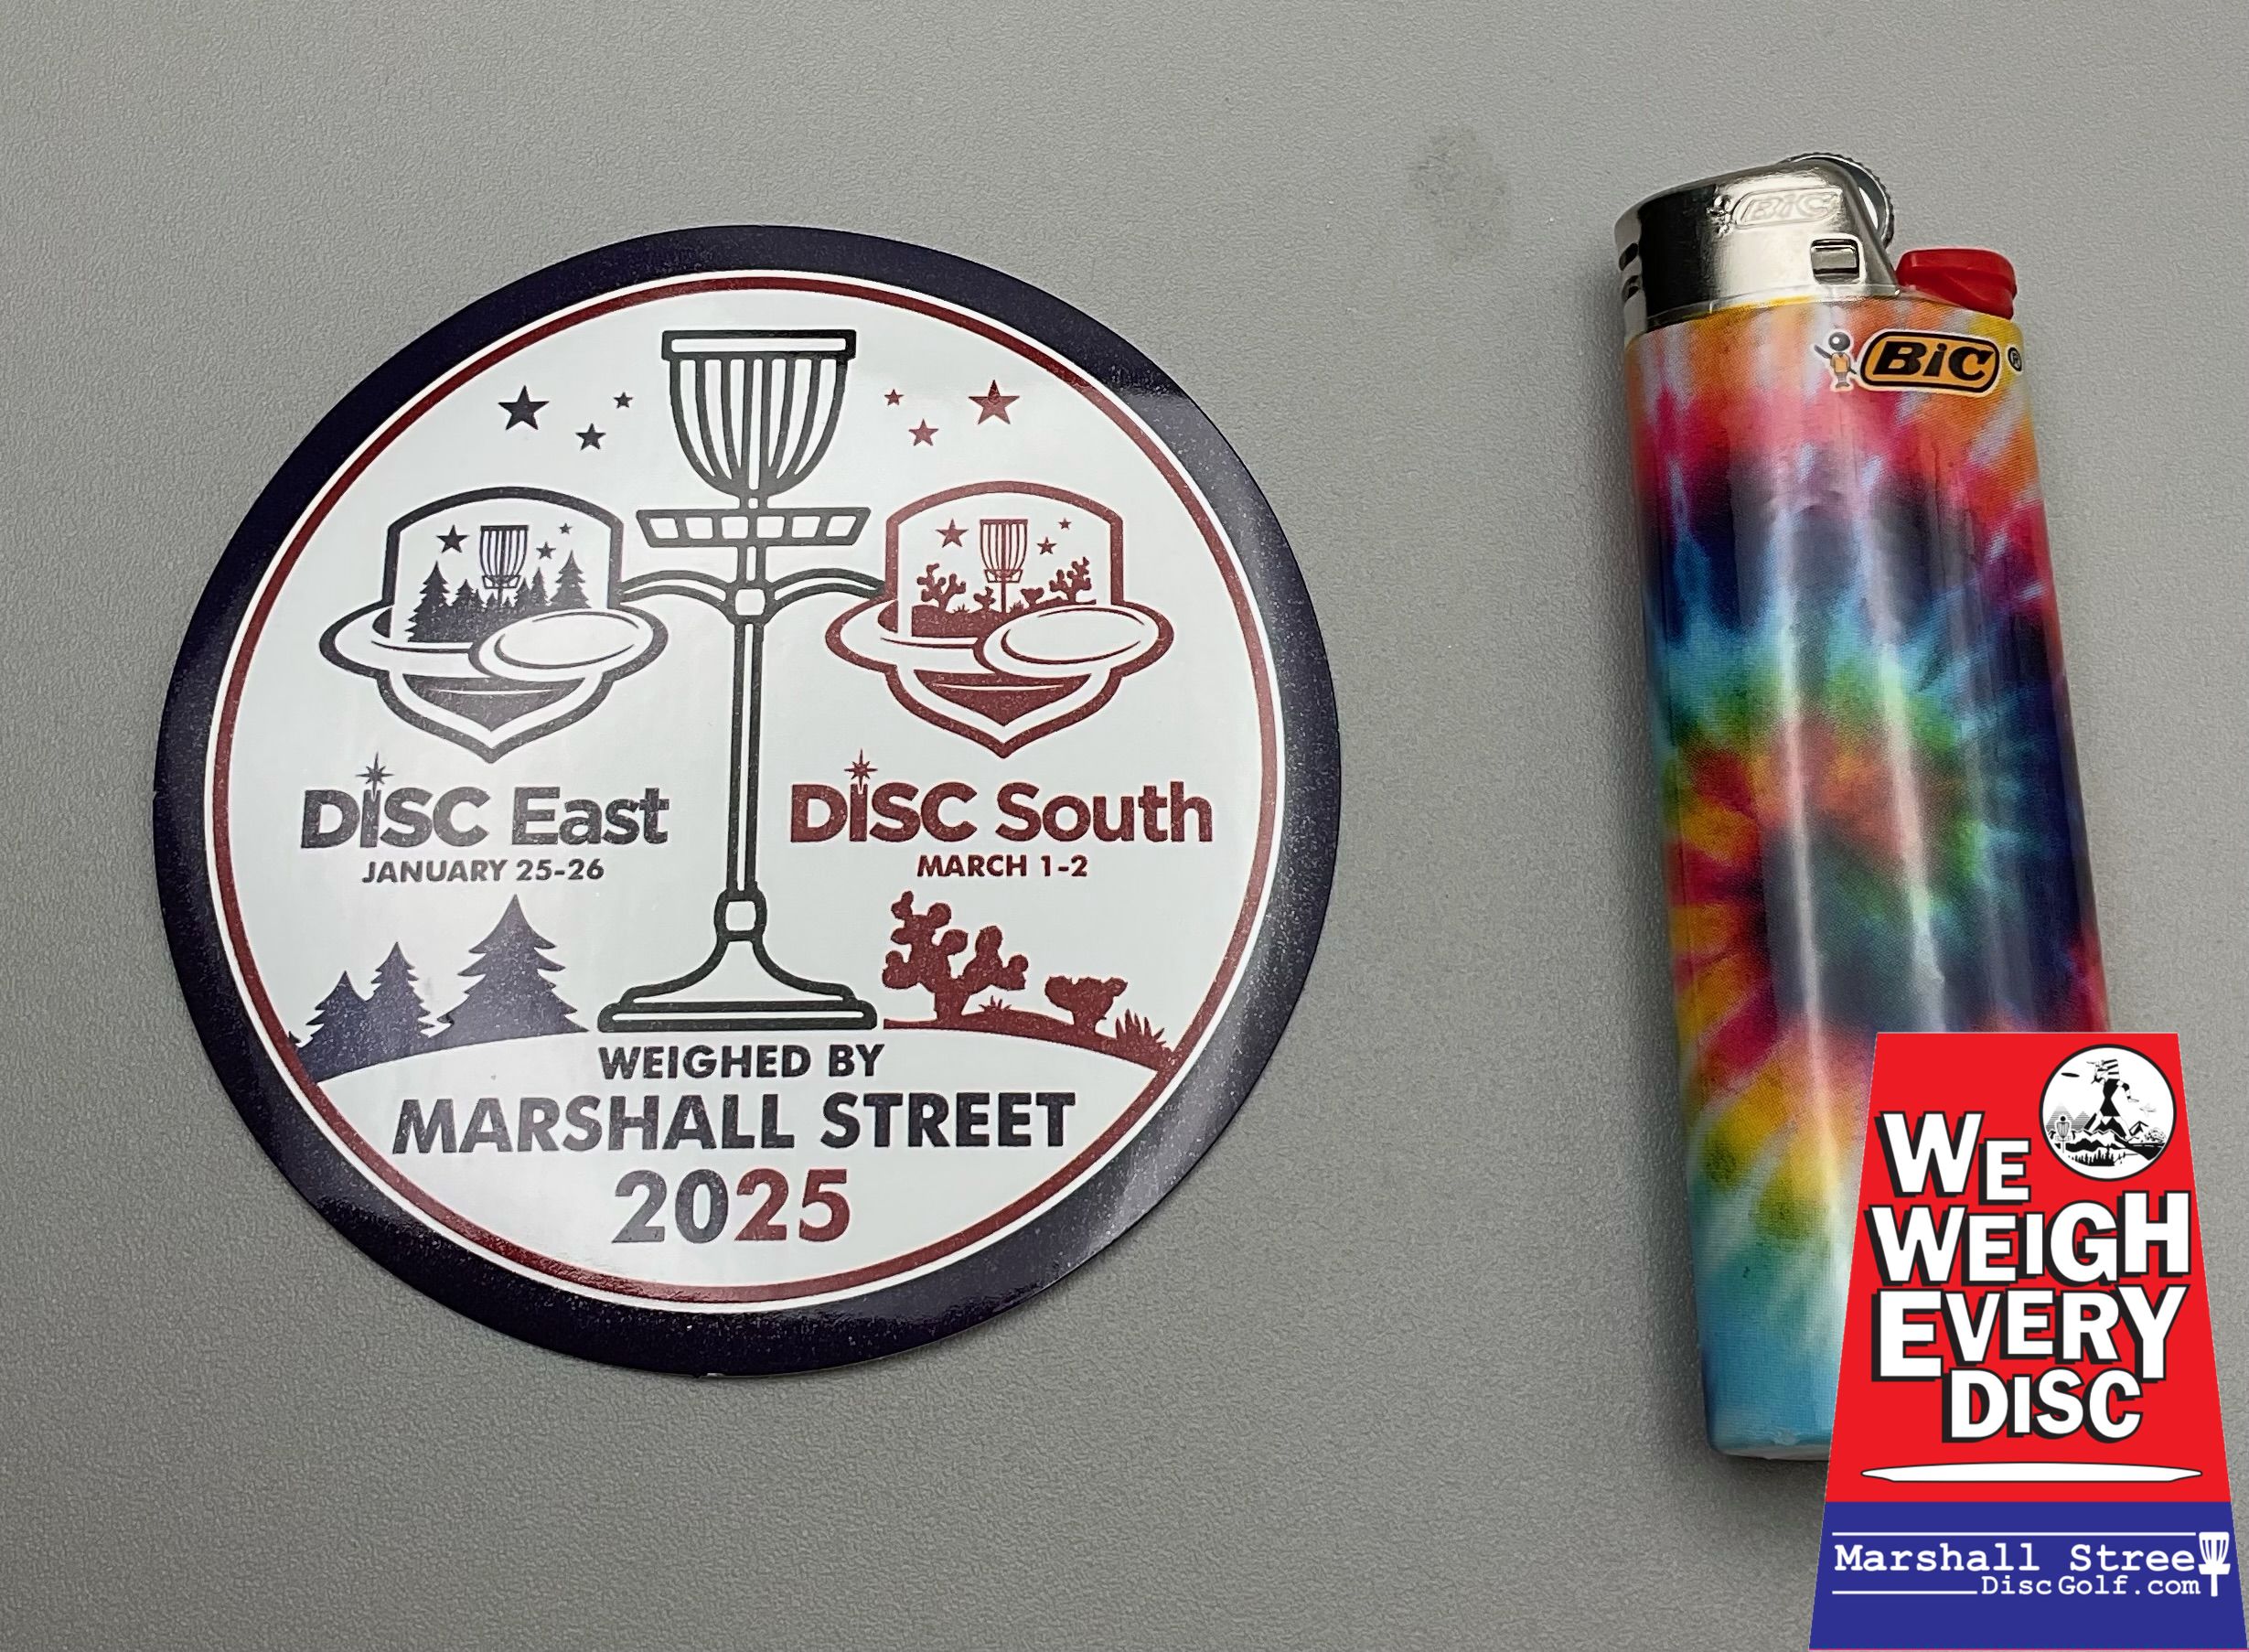 DISC East
JANUARY 25-26
DISC South
MARCH 1-2
WEIGHED BY
MARSHALL STREET
2025
BIC
BIC ®
WE
WEIGH
EVERY
DISC
Marshall Stree
DiscGolf.com